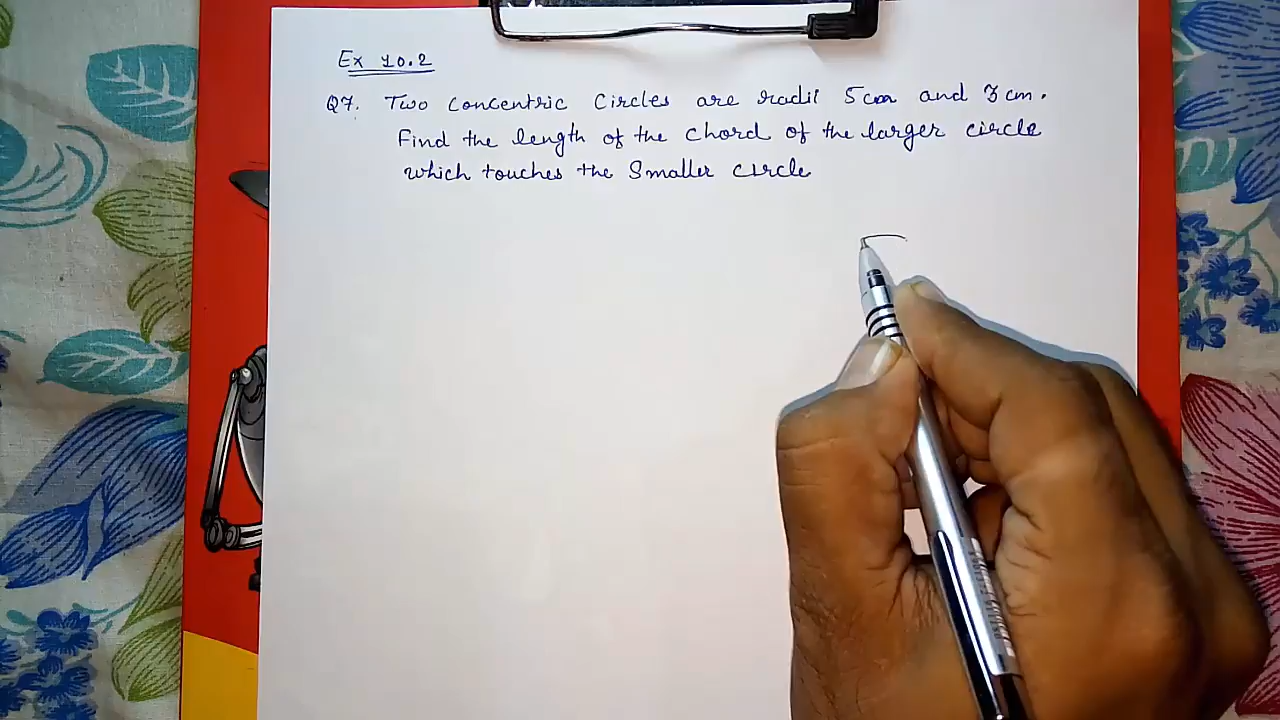 Ex 10.2
Q7. Two Concentric Circles are radii 5cm and 3cm.
Find the length of the chord of the larger circle
which touches the Smaller circle